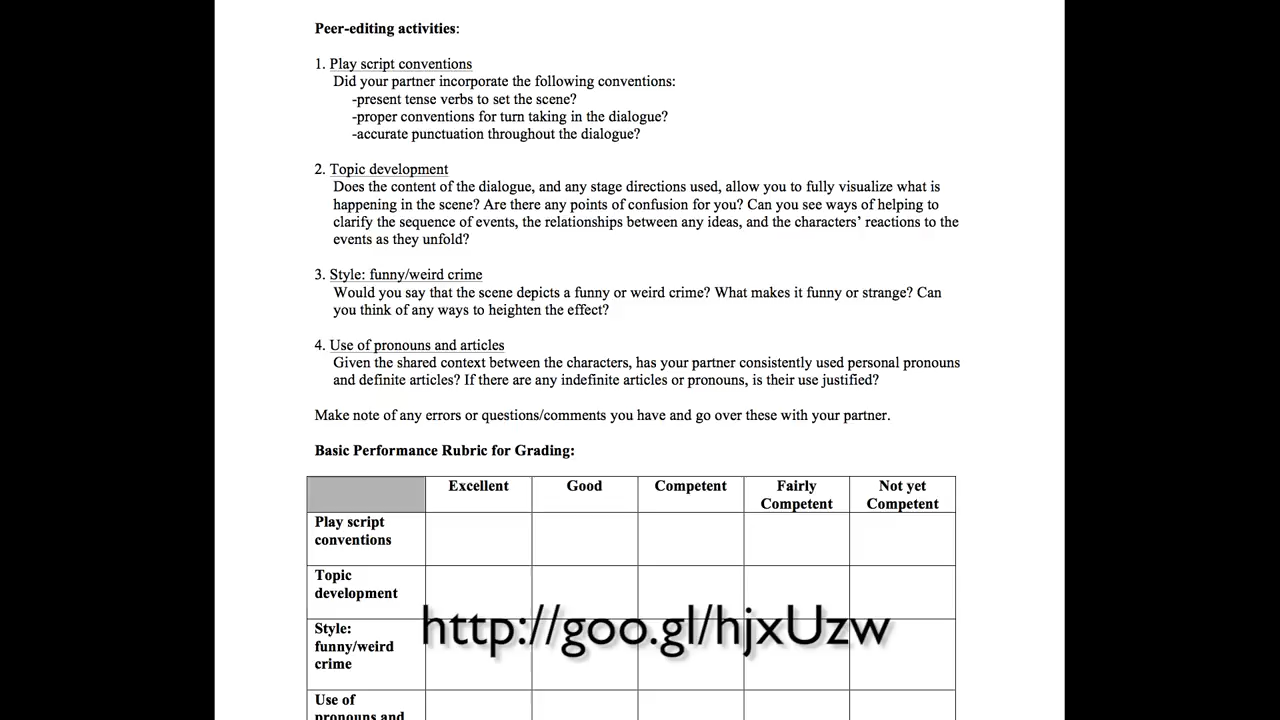 Peer-editing activities:
1. Play script conventions
Did your partner incorporate the following conventions:
-present tense verbs to set the scene?
-proper conventions for turn taking in the dialogue?
-accurate punctuation throughout the dialogue?
2. Topic development
Does the content of the dialogue, and any stage directions used, allow you to fully visualize what is
happening in the scene? Are there any points of confusion for you? Can you see ways of helping to
clarify the sequence of events, the relationships between any ideas, and the characters' reactions to the
events as they unfold?
3. Style: funny/weird crime
Would you say that the scene depicts a funny or weird crime? What makes it funny or strange? Can
you think of any ways to heighten the effect?
4. Use of pronouns and articles
Given the shared context between the characters, has your partner consistently used personal pronouns
and definite articles? If there are any indefinite articles or pronouns, is their use justified?
Make note of any errors or questions/comments you have and go over these with your partner.
Basic Performance Rubric for Grading:
Excellent Good Competent Fairly Not yet
Competent Competent
Play script
conventions
Topic
development
Style:
funny/weird
crime
http://goo.gl/hjxUzw
Use of
pronouns and